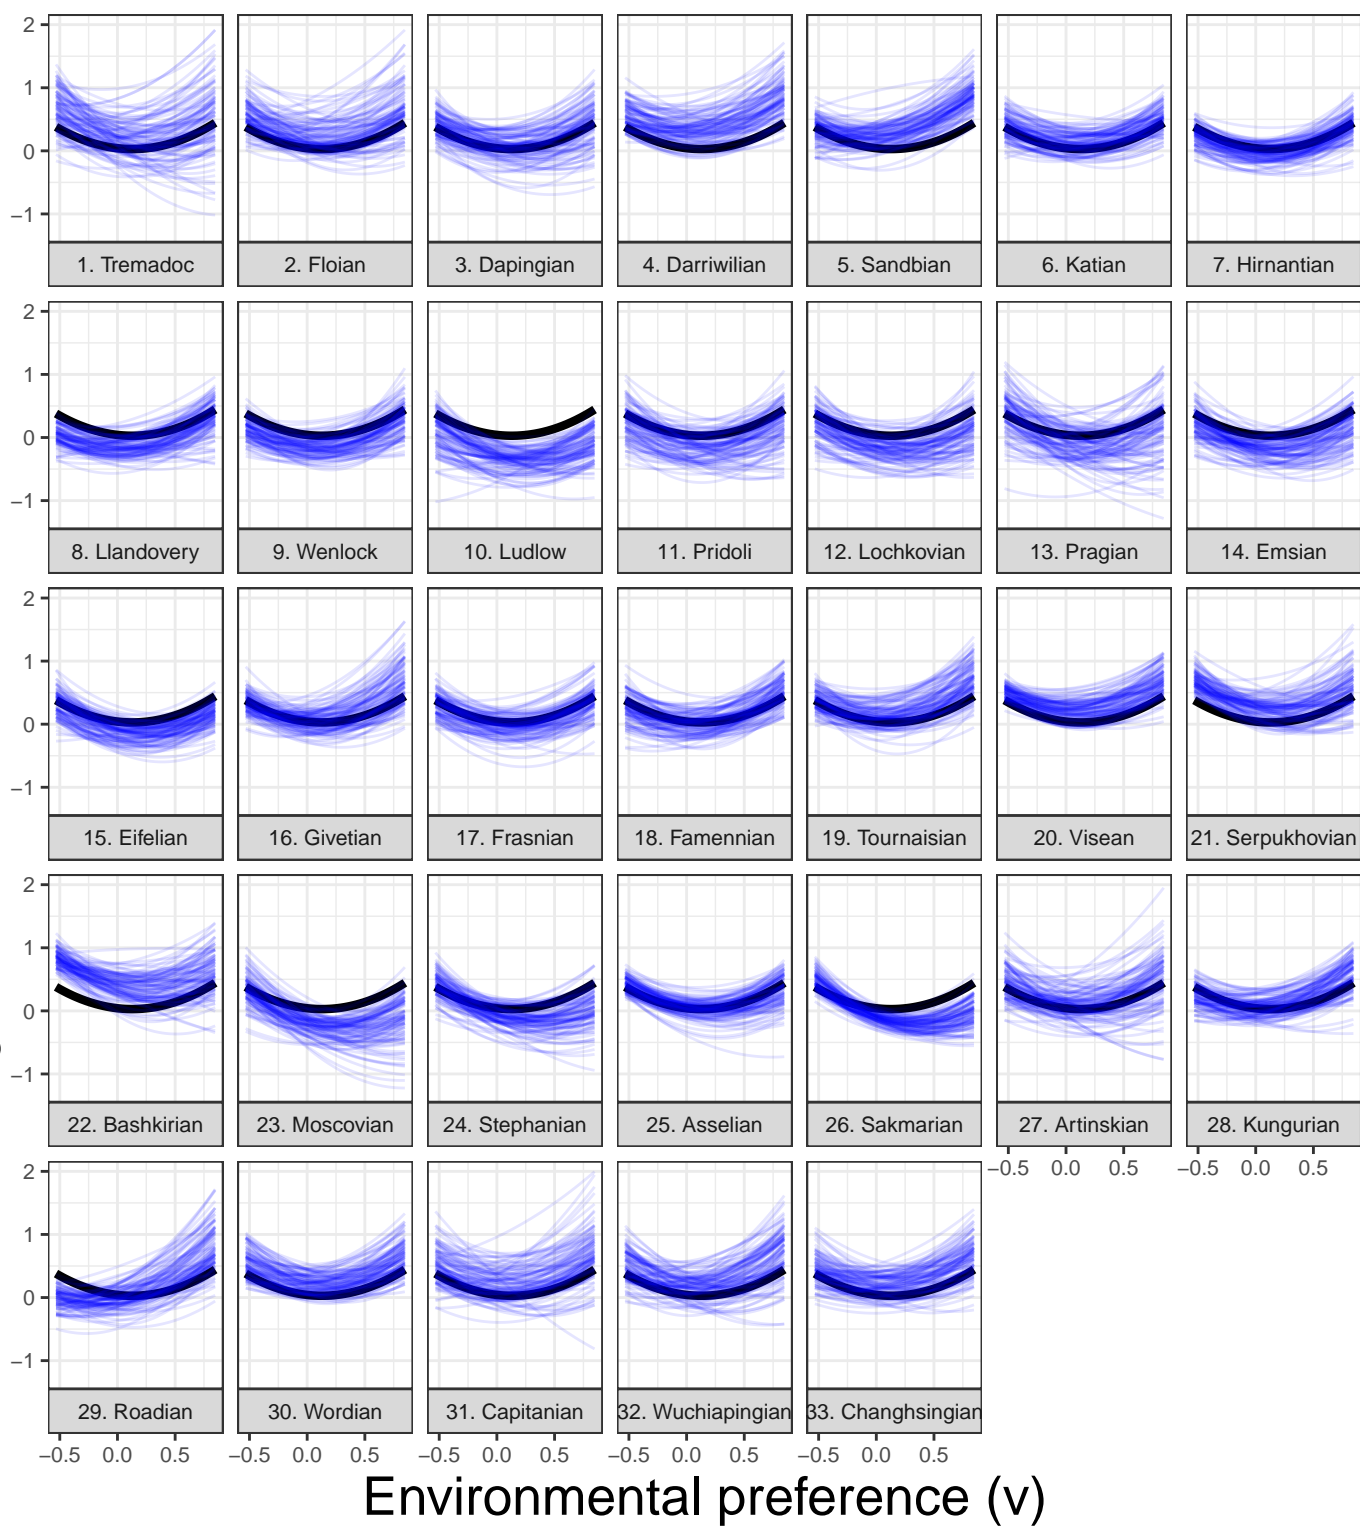 2
1
0
−1
1. Tremadoc 2. Floian 3. Dapingian 4. Darriwilian 5. Sandbian 6. Katian 7. Hirnantian
2
1
0
−1
8. Llandovery 9. Wenlock 10. Ludlow 11. Pridoli 12. Lochkovian 13. Pragian 14. Emsian
2
1
0
−1
15. Eifelian 16. Givetian 17. Frasnian 18. Famennian 19. Tournaisian 20. Visean 21. Serpukhovian
2
1
0
−1
22. Bashkirian 23. Moscovian 24. Stephanian 25. Asselian 26. Sakmarian 27. Artinskian 28. Kungurian
−0.5 0.0 0.5 −0.5 0.0 0.5
2
1
0
−1
29. Roadian 30. Wordian 31. Capitanian 32. Wuchiapingian 33. Changhsingian
−0.5 0.0 0.5 −0.5 0.0 0.5 −0.5 0.0 0.5 −0.5 0.0 0.5 −0.5 0.0 0.5
Environmental preference (v)